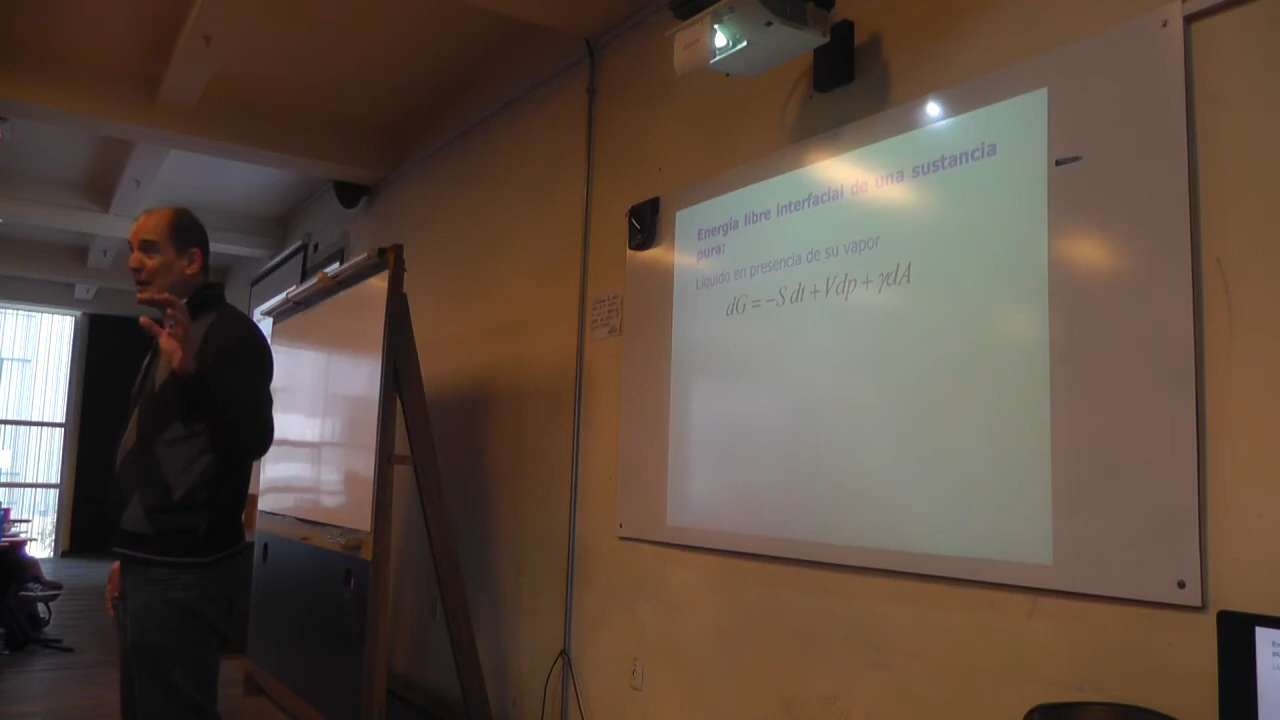 Energía libre interfacial de una sustancia
pura:
Líquido en presencia de su vapor
dG = −S dt + Vdp + γdA